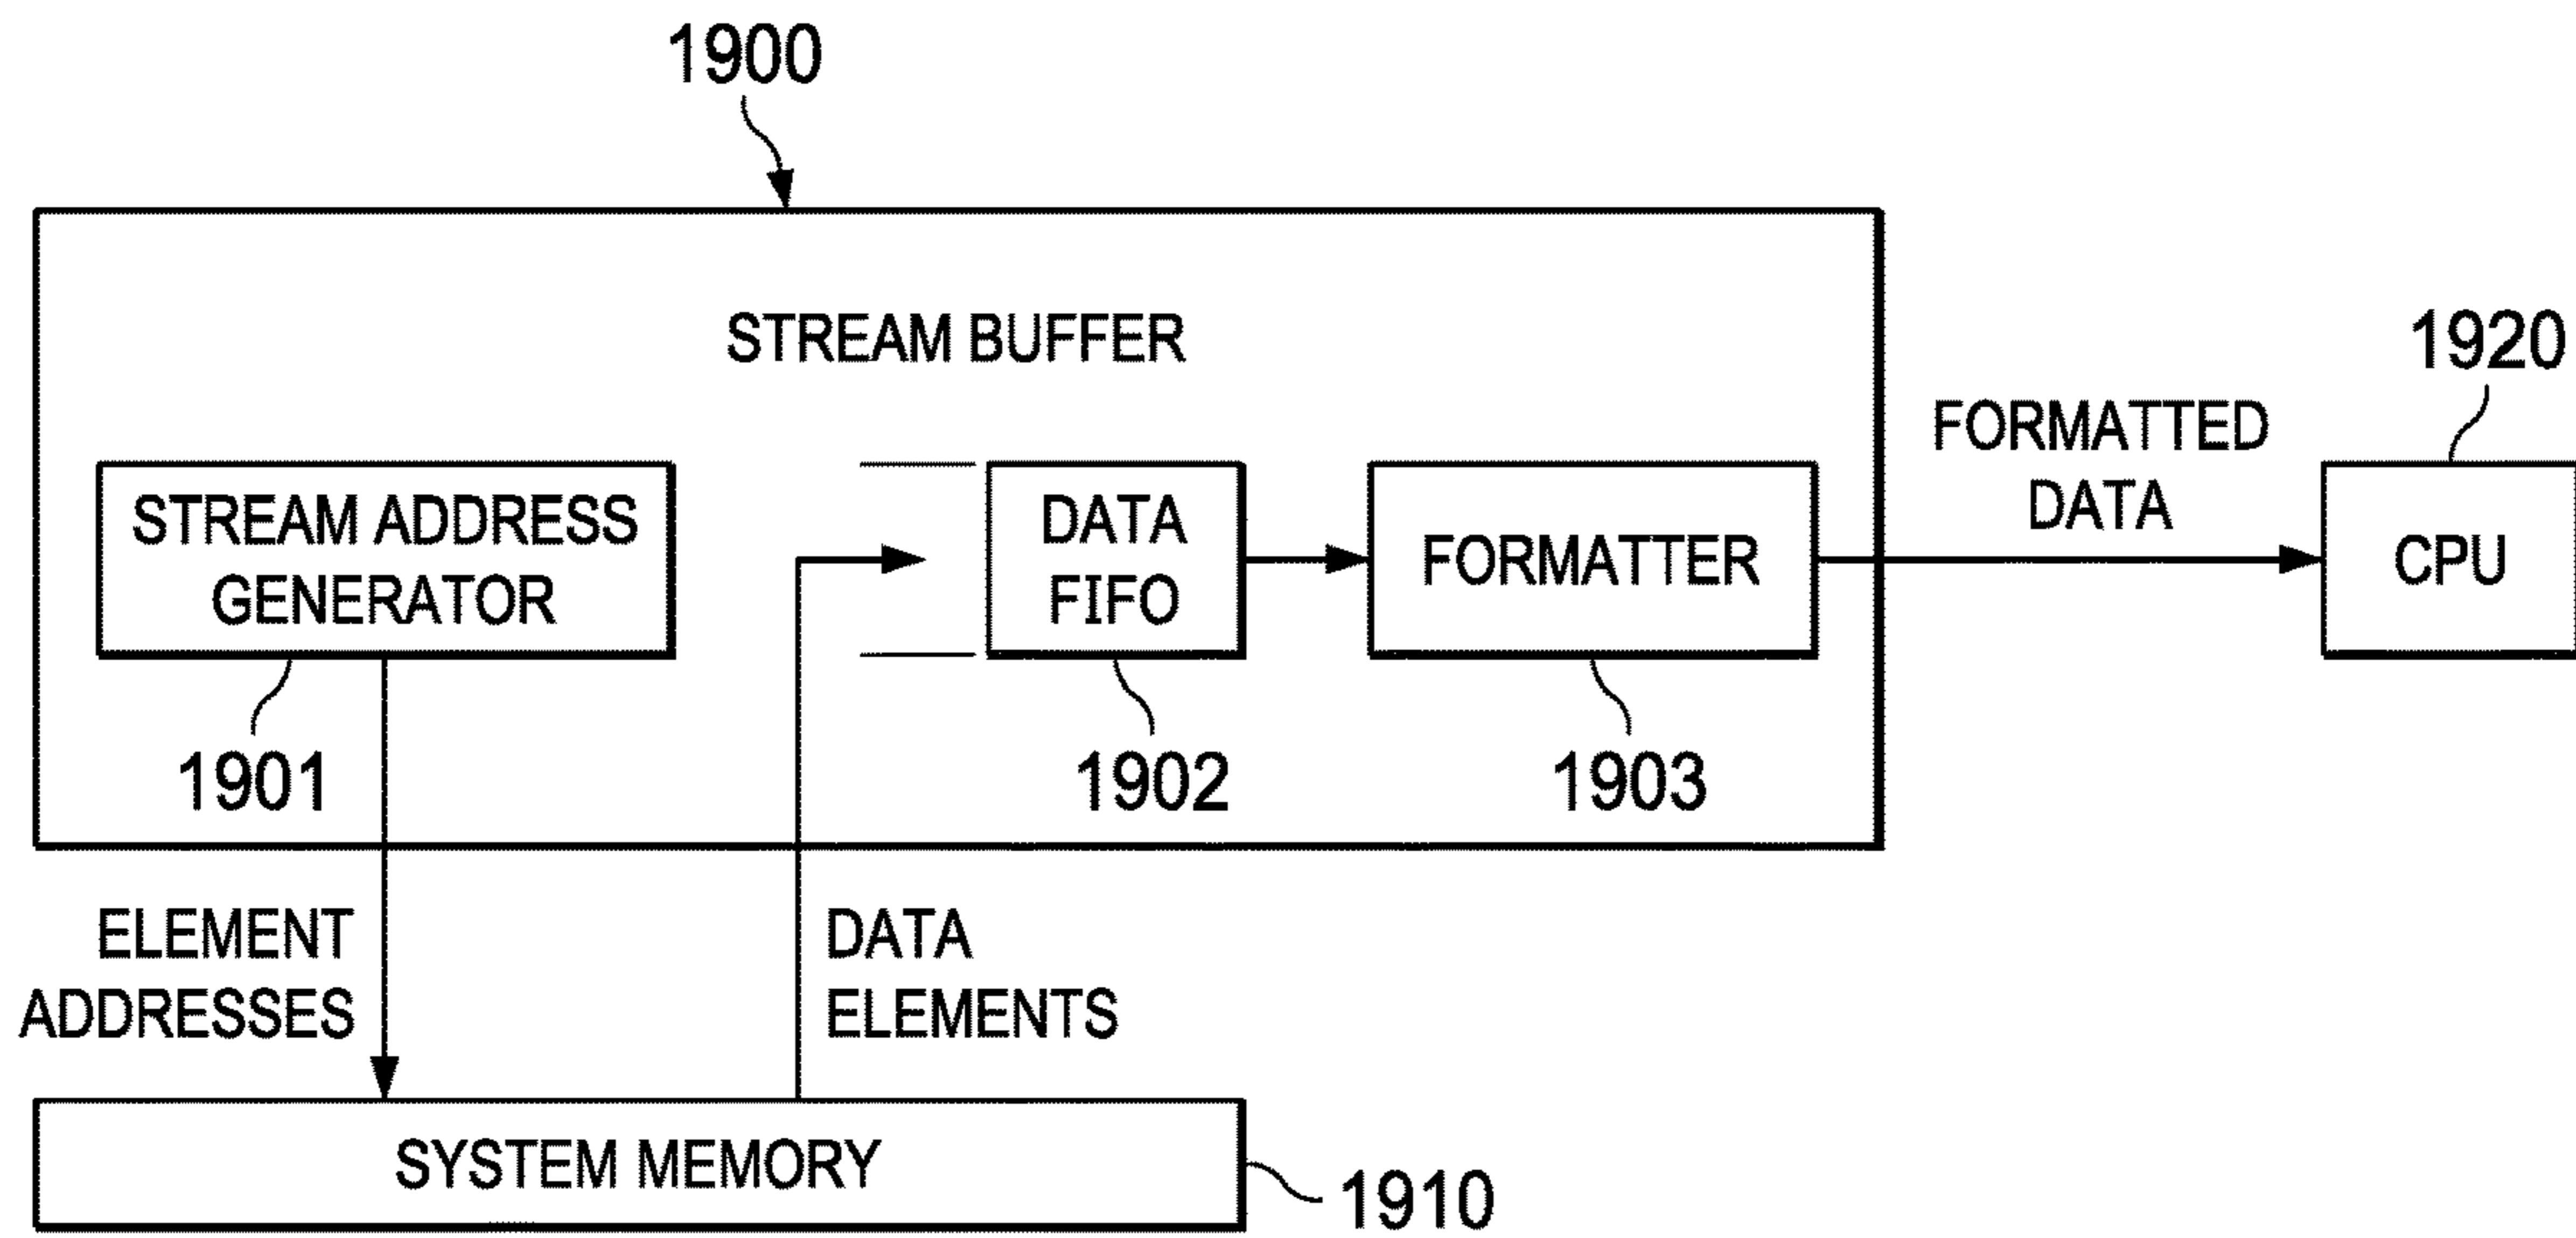 1900
STREAM BUFFER
1920
FORMATTED
DATA
STREAM ADDRESS
GENERATOR
DATA
FIFO
FORMATTER
CPU
1901
1902
1903
ELEMENT
ADDRESSES
DATA
ELEMENTS
SYSTEM MEMORY
1910